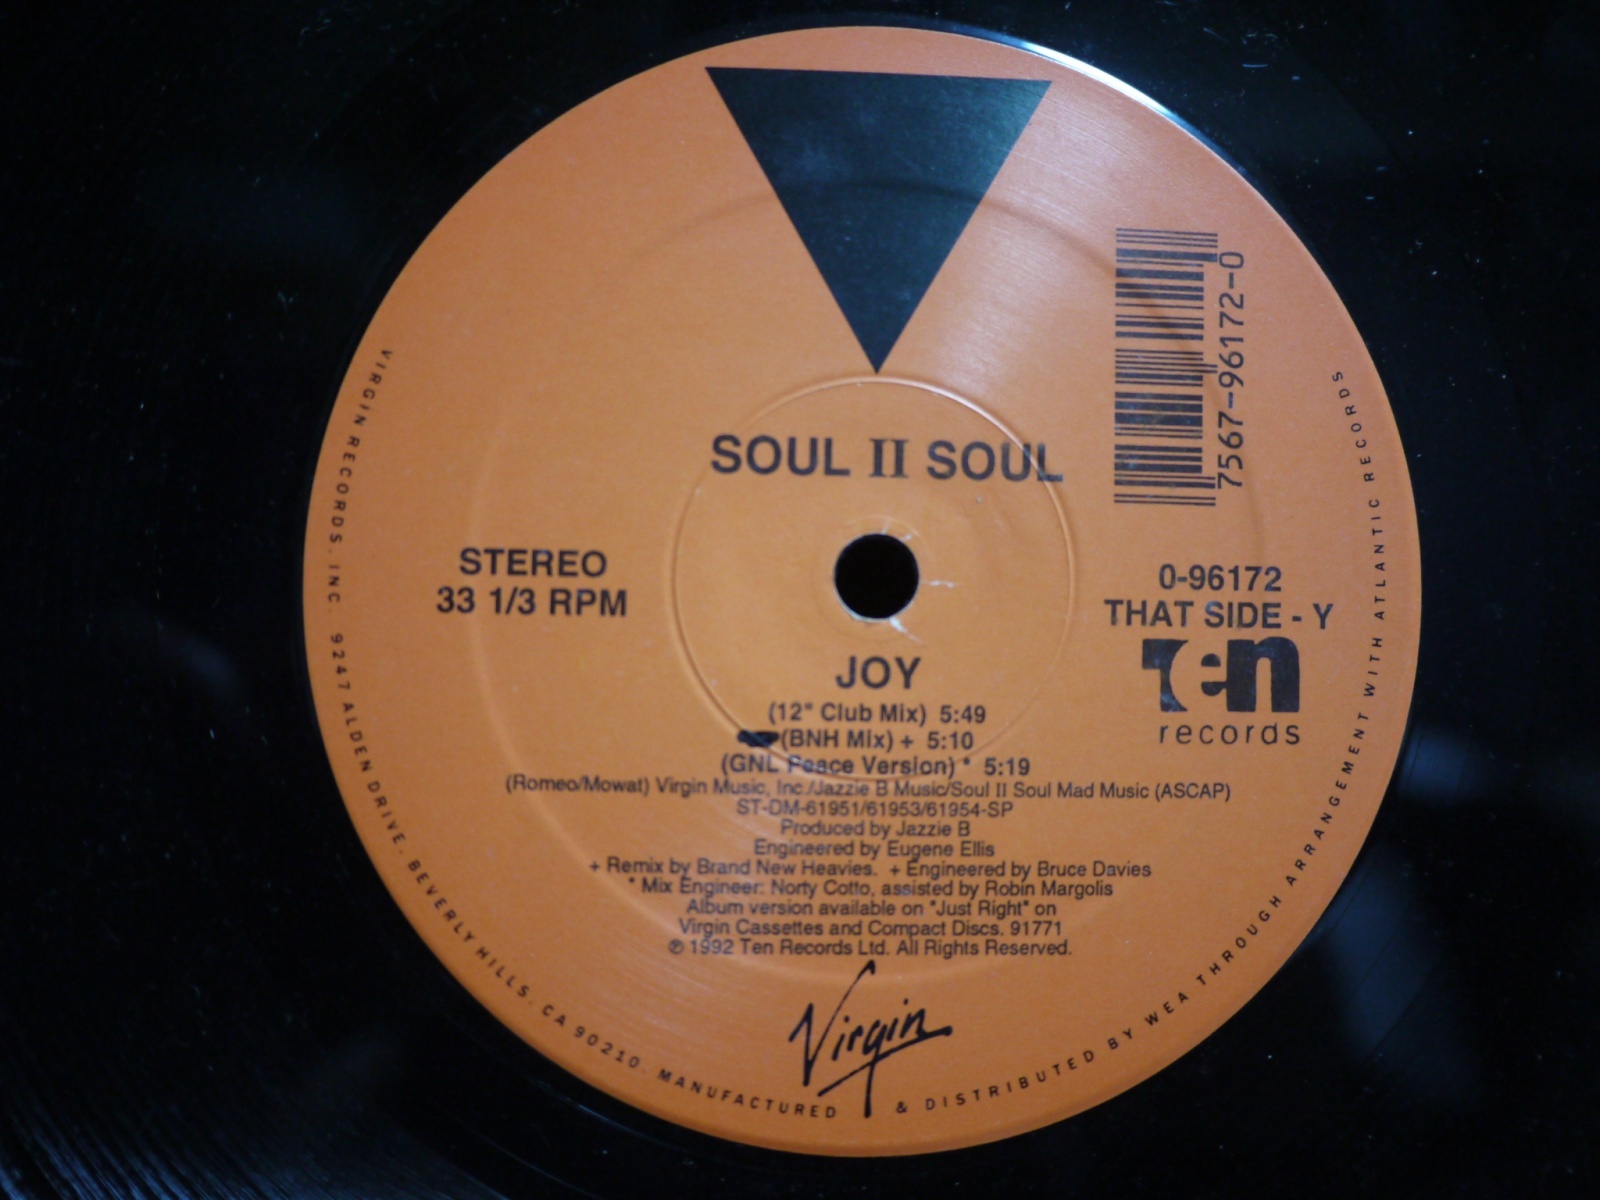 SOUL II SOUL
7567-96172-0
STEREO
33 1/3 RPM
0-96172
THAT SIDE - Y
Ten
records
JOY
(12" Club Mix) 5:49
(BNH Mix) + 5:10
(GNL Peace Version) * 5:19
(Romeo/Mowat) Virgin Music, Inc./Jazzie B Music/Soul II Soul Mad Music (ASCAP)
ST-DM-61951/61953/61954-SP
Produced by Jazzie B
Engineered by Eugene Ellis
+ Remix by Brand New Heavies. + Engineered by Bruce Davies
* Mix Engineer: Norty Cotto, assisted by Robin Margolis
Album version available on "Just Right" on
Virgin Cassettes and Compact Discs. 91771
℗ 1992 Ten Records Ltd. All Rights Reserved.
Virgin
VIRGIN RECORDS, INC. 9247 ALDEN DRIVE. BEVERLY HILLS. CA 90210. MANUFACTURED & DISTRIBUTED BY WEA THROUGH ARRANGEMENT WITH ATLANTIC RECORDS